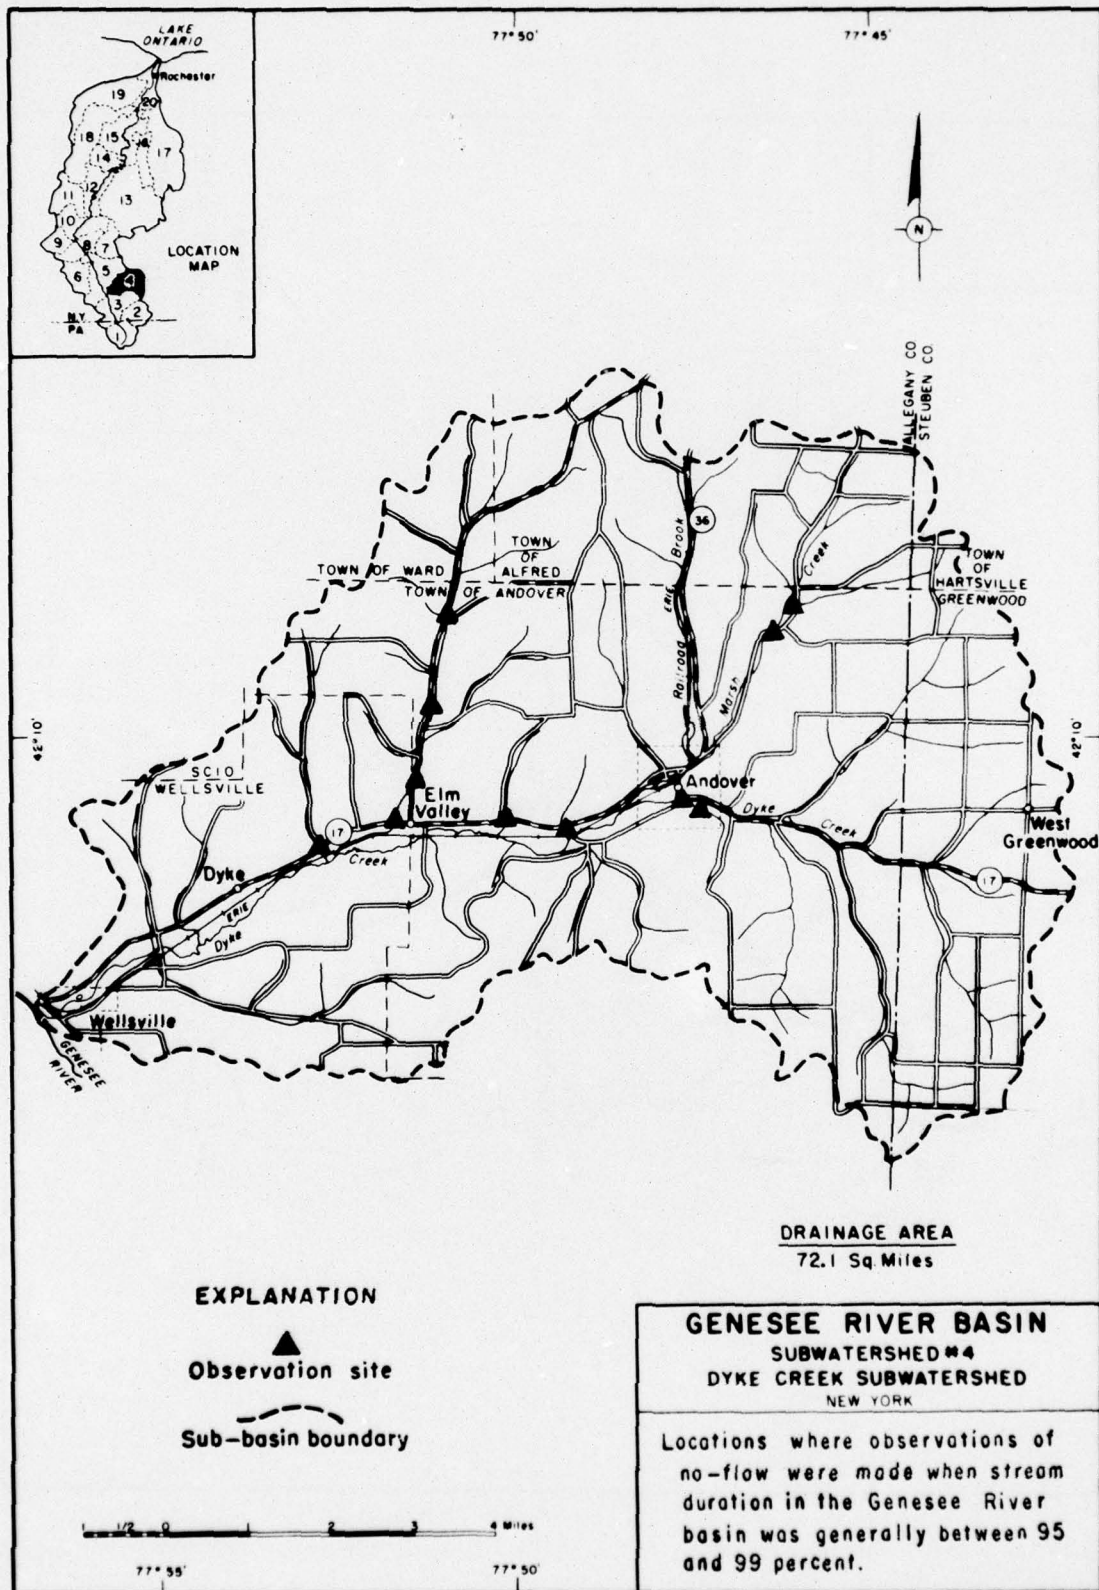 LAKE
ONTARIO
Rochester
19
20
18
15
16
17
14
12
11
13
10
9
8
7
6
5
4
3
2
1
LOCATION
MAP
N.Y.
PA
77°50'
77°45'
N
ALLEGANY CO
STEUBEN CO.
36
TOWN
OF
ALFRED
TOWN OF WARD
TOWN OF ANDOVER
TOWN
OF
HARTSVILLE
GREENWOOD
Railroad Brook
ERIE
Marsh Creek
42°10'
42°10'
SCIO
WELLSVILLE
Elm
Valley
Andover
Dyke Creek
West
Greenwood
17
17
Creek
Dyke
ERIE
Dyke
Wellsville
GENESEE
RIVER
DRAINAGE AREA
72.1 Sq. Miles
EXPLANATION
Observation site
Sub-basin boundary
1 1/2 0 1 2 3 4 Miles
77°55'
77°50'
GENESEE RIVER BASIN
SUBWATERSHED #4
DYKE CREEK SUBWATERSHED
NEW YORK
Locations where observations of
no-flow were made when stream
duration in the Genesee River
basin was generally between 95
and 99 percent.